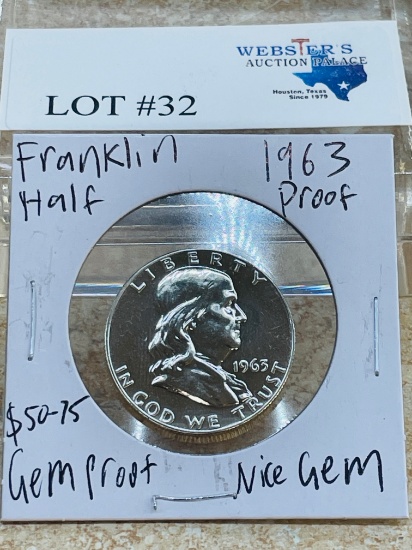 WEBSTER'S
AUCTION PALACE
Houston, Texas
Since 1979
LOT #32
Franklin
Half
1963
Proof
LIBERTY
1963
IN GOD WE TRUST
$50-75
Gem Proof
Nice Gem